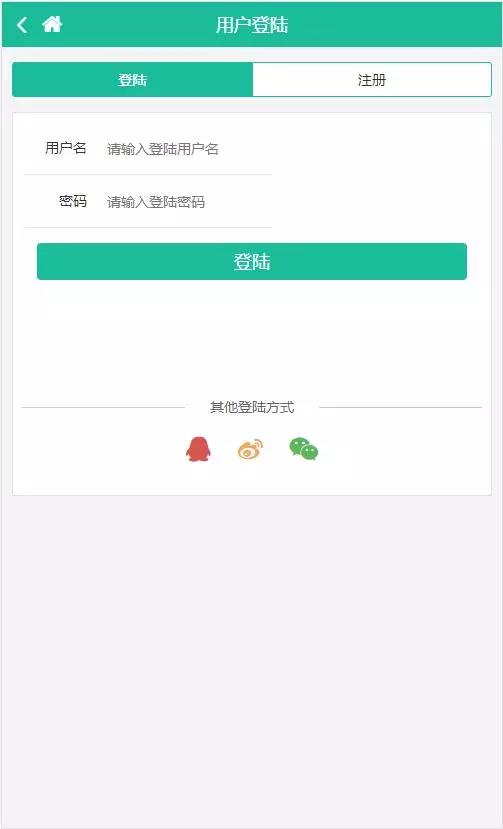 用户登陆
登陆 注册
用户名 请输入登陆用户名
密码 请输入登陆密码
登陆
其他登陆方式